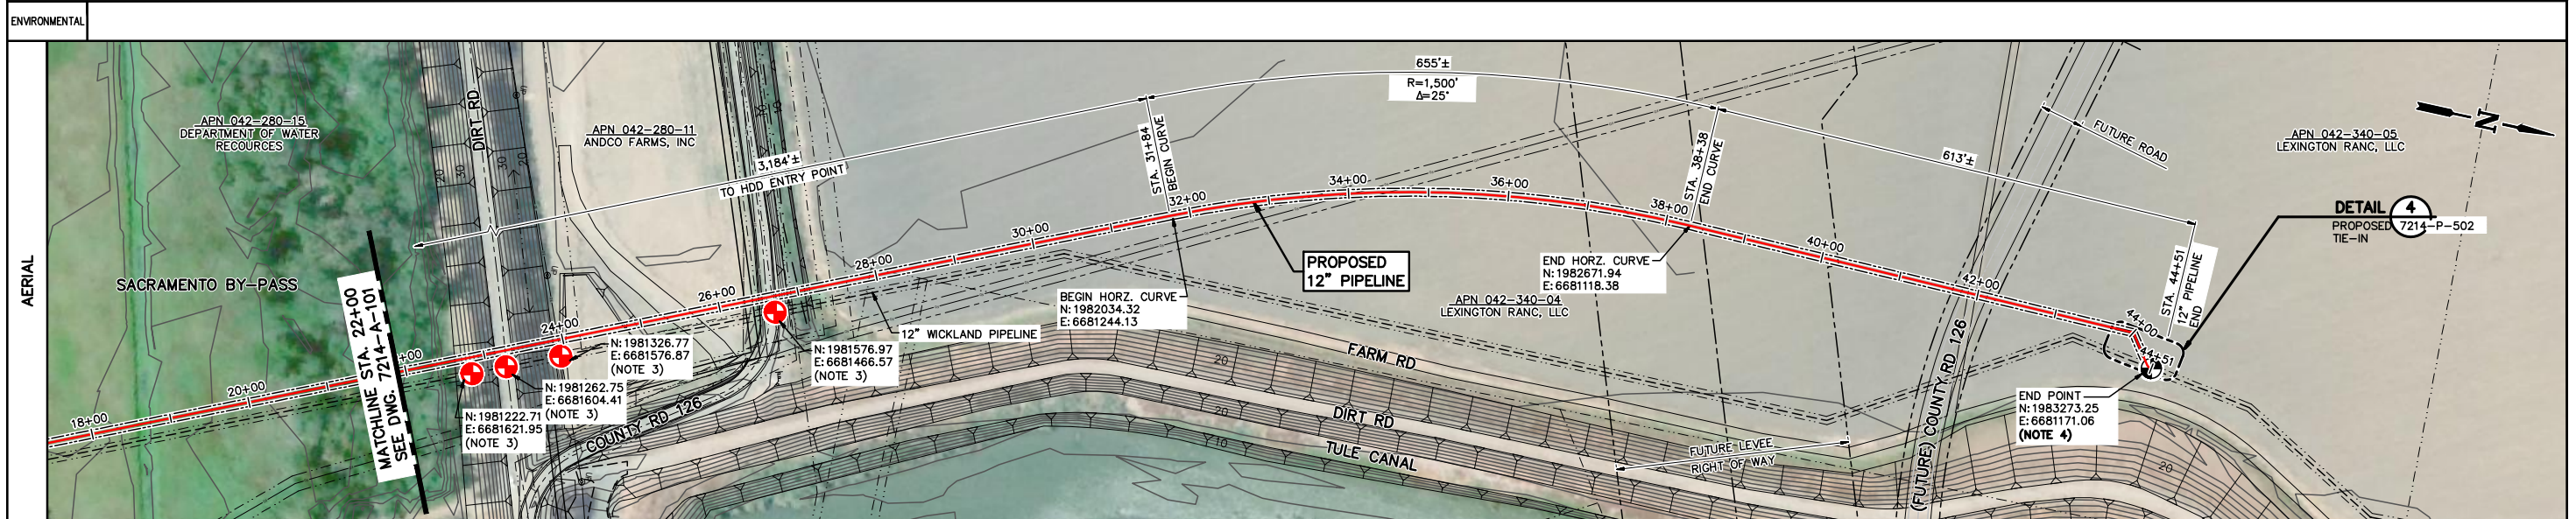 ENVIRONMENTAL
AERIAL
APN 042-280-15
DEPARTMENT OF WATER
RECOURCES
DIRT RD
APN 042-280-11
ANDCO FARMS, INC
3,184'±
TO HDD ENTRY POINT
655'±
R=1,500'
Δ=25°
STA. 31+84
BEGIN CURVE
STA. 38+38
END CURVE
613'±
FUTURE ROAD
APN 042-340-05
LEXINGTON RANC, LLC
N
DETAIL 4
PROPOSED 7214-P-502
TIE-IN
STA. 44+51
12" PIPELINE
END
SACRAMENTO BY-PASS
MATCHLINE STA. 22+00
SEE DWG. 7214-A-101
18+00
20+00
+00
24+00
26+00
28+00
30+00
32+00
34+00
36+00
38+00
40+00
42+00
44+00
44+51
PROPOSED
12" PIPELINE
12" WICKLAND PIPELINE
BEGIN HORZ. CURVE
N:1982034.32
E:6681244.13
END HORZ. CURVE
N:1982671.94
E:6681118.38
APN 042-340-04
LEXINGTON RANC, LLC
N:1981326.77
E:6681576.87
(NOTE 3)
N:1981576.97
E:6681466.57
(NOTE 3)
N:1981262.75
E:6681604.41
(NOTE 3)
N:1981222.71
E:6681621.95
(NOTE 3)
COUNTY RD 126
FARM RD
DIRT RD
TULE CANAL
FUTURE LEVEE
RIGHT OF WAY
(FUTURE) COUNTY RD 126
END POINT
N:1983273.25
E:6681171.06
(NOTE 4)
20
30
30
20
20
20
10
20